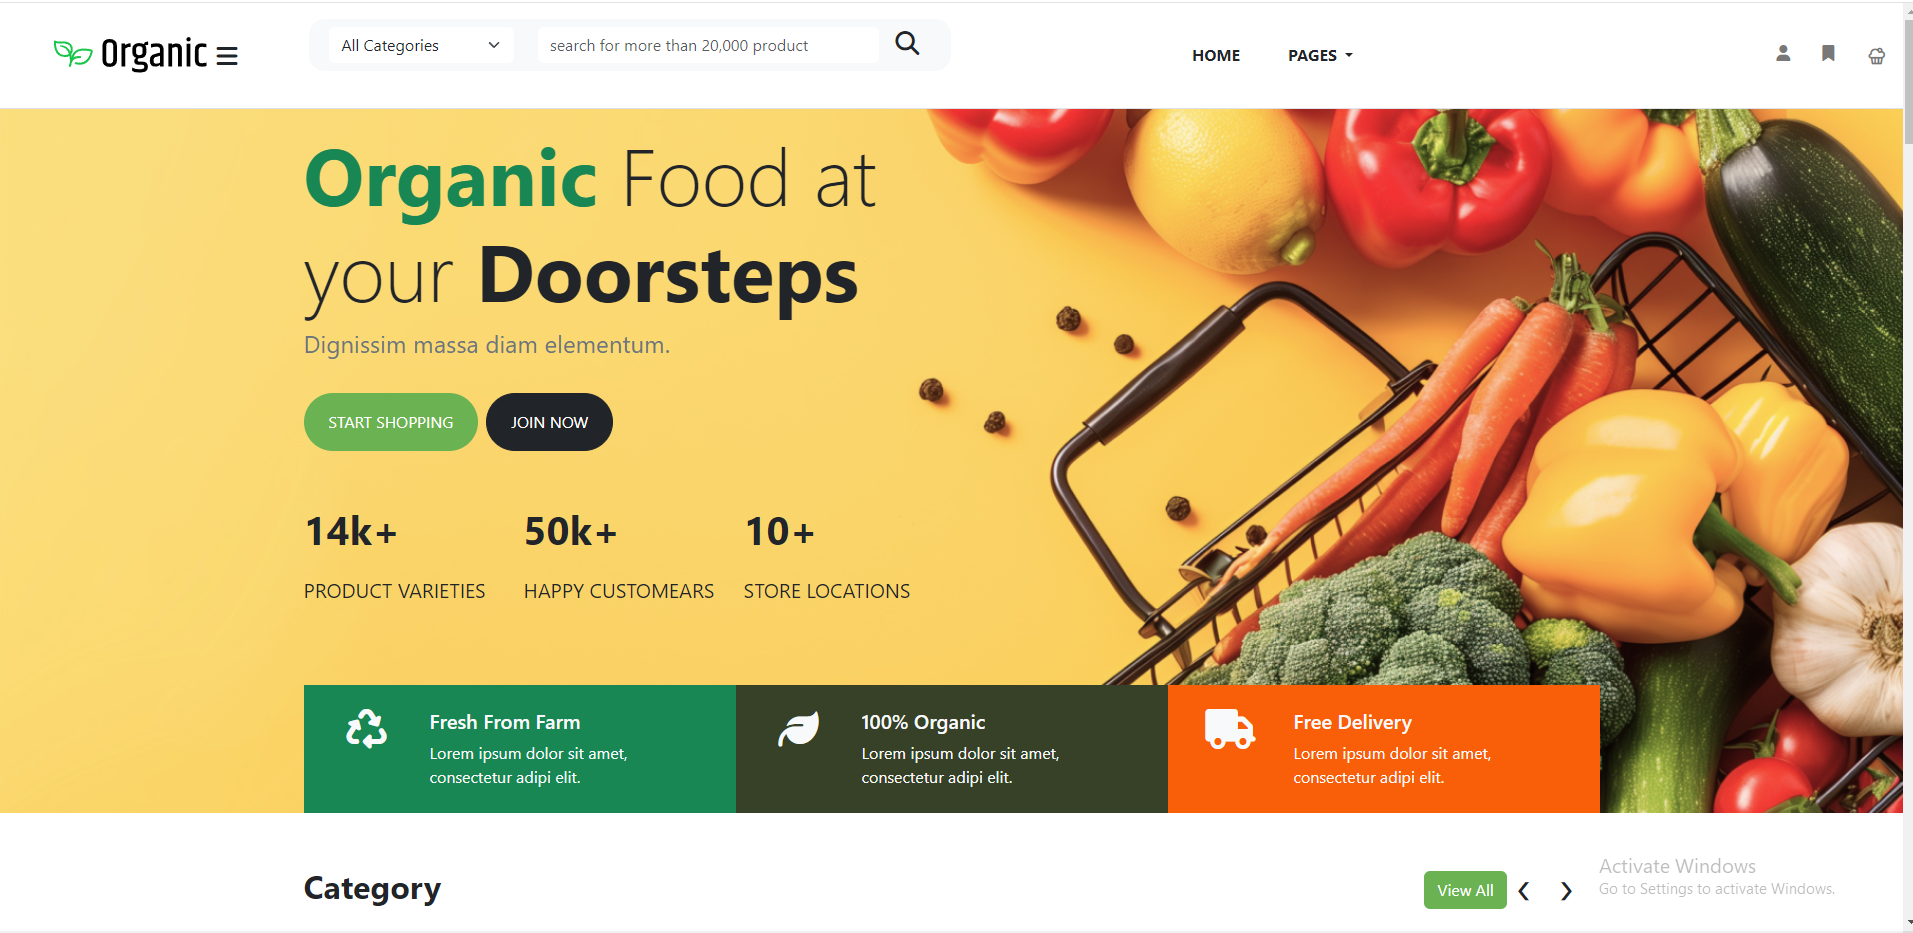 Organic
All Categories
search for more than 20,000 product
HOME
PAGES
Organic Food at
your Doorsteps
Dignissim massa diam elementum.
START SHOPPING
JOIN NOW
14k+
PRODUCT VARIETIES
50k+
HAPPY CUSTOMEARS
10+
STORE LOCATIONS
Fresh From Farm
Lorem ipsum dolor sit amet,
consectetur adipi elit.
100% Organic
Lorem ipsum dolor sit amet,
consectetur adipi elit.
Free Delivery
Lorem ipsum dolor sit amet,
consectetur adipi elit.
Category
View All
Activate Windows
Go to Settings to activate Windows.